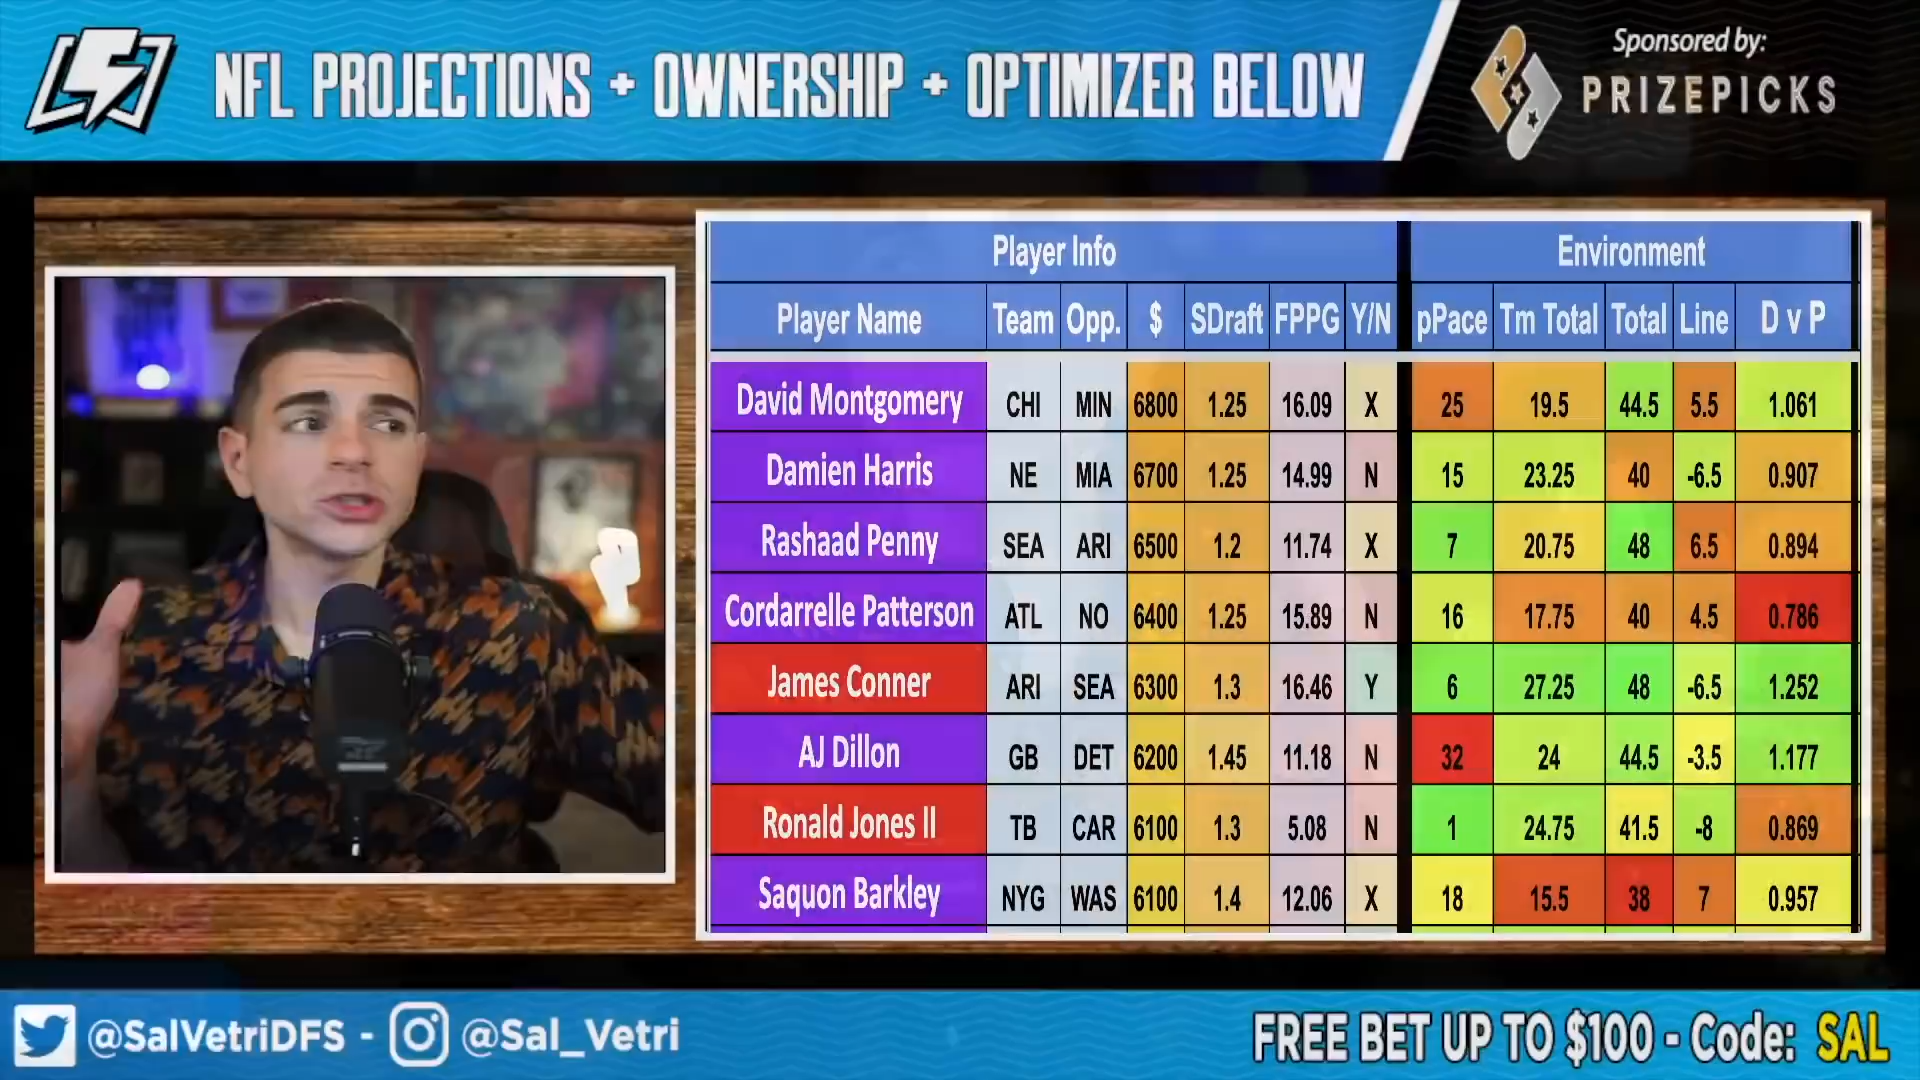 NFL PROJECTIONS + OWNERSHIP + OPTIMIZER BELOW
Sponsored by:
PRIZEPICKS
Player Info Environment
Player Name Team Opp. $ SDraft FPPG Y/N pPace Tm Total Total Line D v P
David Montgomery CHI MIN 6800 1.25 16.09 X 25 19.5 44.5 5.5 1.061
Damien Harris NE MIA 6700 1.25 14.99 N 15 23.25 40 -6.5 0.907
Rashaad Penny SEA ARI 6500 1.2 11.74 X 7 20.75 48 6.5 0.894
Cordarrelle Patterson ATL NO 6400 1.25 15.89 N 16 17.75 40 4.5 0.786
James Conner ARI SEA 6300 1.3 16.46 Y 6 27.25 48 -6.5 1.252
AJ Dillon GB DET 6200 1.45 11.18 N 32 24 44.5 -3.5 1.177
Ronald Jones II TB CAR 6100 1.3 5.08 N 1 24.75 41.5 -8 0.869
Saquon Barkley NYG WAS 6100 1.4 12.06 X 18 15.5 38 7 0.957
@SalVetriDFS - @Sal_Vetri
FREE BET UP TO $100 - Code: SAL